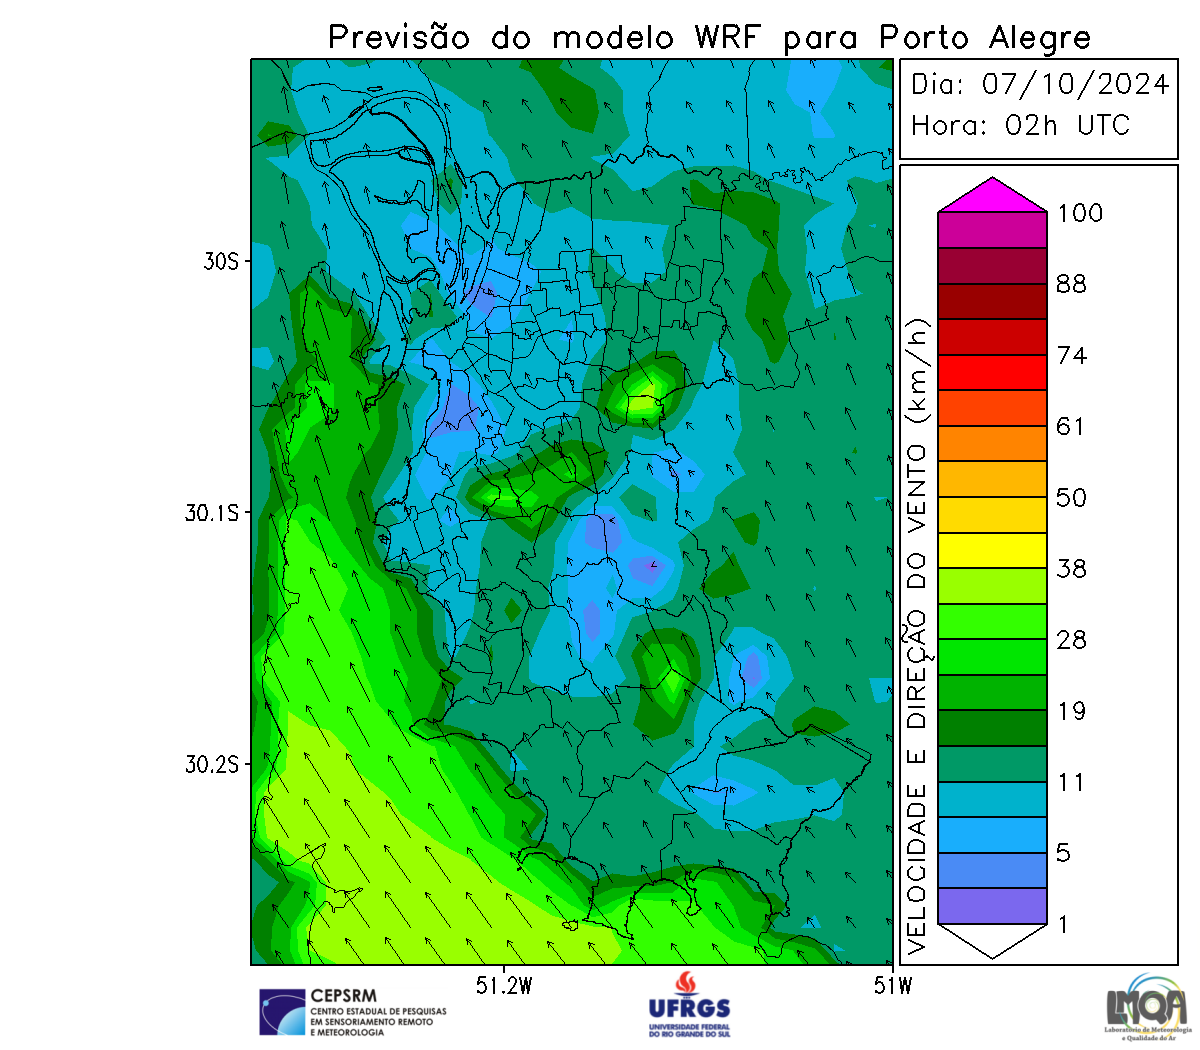 Previsão do modelo WRF para Porto Alegre
Dia: 07/10/2024
Hora: 02h UTC
VELOCIDADE E DIREÇÃO DO VENTO (km/h)
100
88
74
61
50
38
28
19
11
5
1
30S
30.1S
30.2S
51.2W
51W
CEPSRM
CENTRO ESTADUAL DE PESQUISAS
EM SENSORIAMENTO REMOTO
E METEOROLOGIA
UFRGS
UNIVERSIDADE FEDERAL
DO RIO GRANDE DO SUL
LMQA
Laboratório de Meteorologia
e Qualidade do Ar